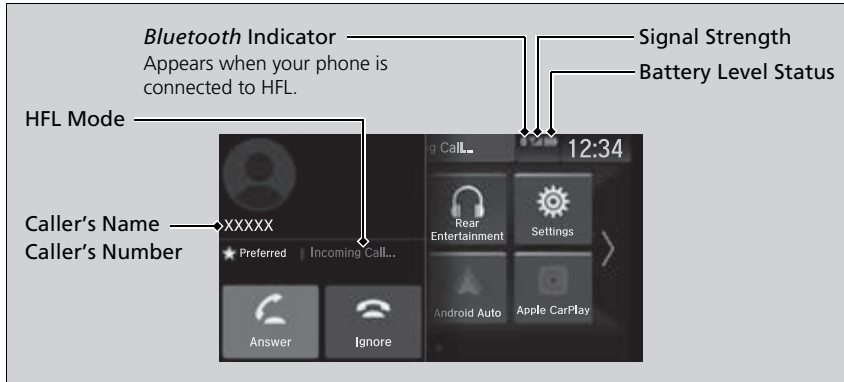 Bluetooth Indicator
Appears when your phone is
connected to HFL.
Signal Strength
Battery Level Status
HFL Mode
Caller's Name
Caller's Number
XXXXX
Preferred
Incoming Call...
Answer
Ignore
g Call...
12:34
Rear
Entertainment
Settings
Android Auto
Apple CarPlay